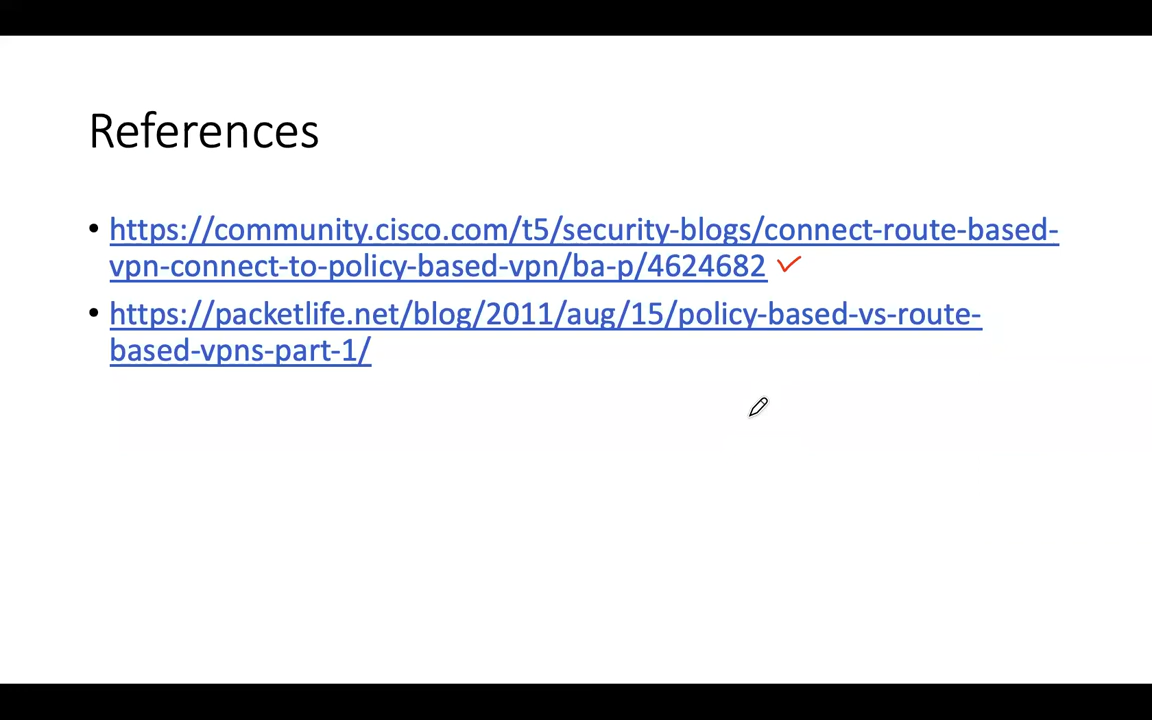 References
• https://community.cisco.com/t5/security-blogs/connect-route-based-
vpn-connect-to-policy-based-vpn/ba-p/4624682
• https://packetlife.net/blog/2011/aug/15/policy-based-vs-route-
based-vpns-part-1/